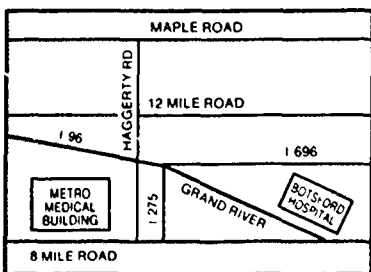 MAPLE ROAD
HAGGERTY RD
12 MILE ROAD
I 96
I 696
METRO
MEDICAL
BUILDING
I 275
GRAND RIVER
BOTSFORD
HOSPITAL
8 MILE ROAD